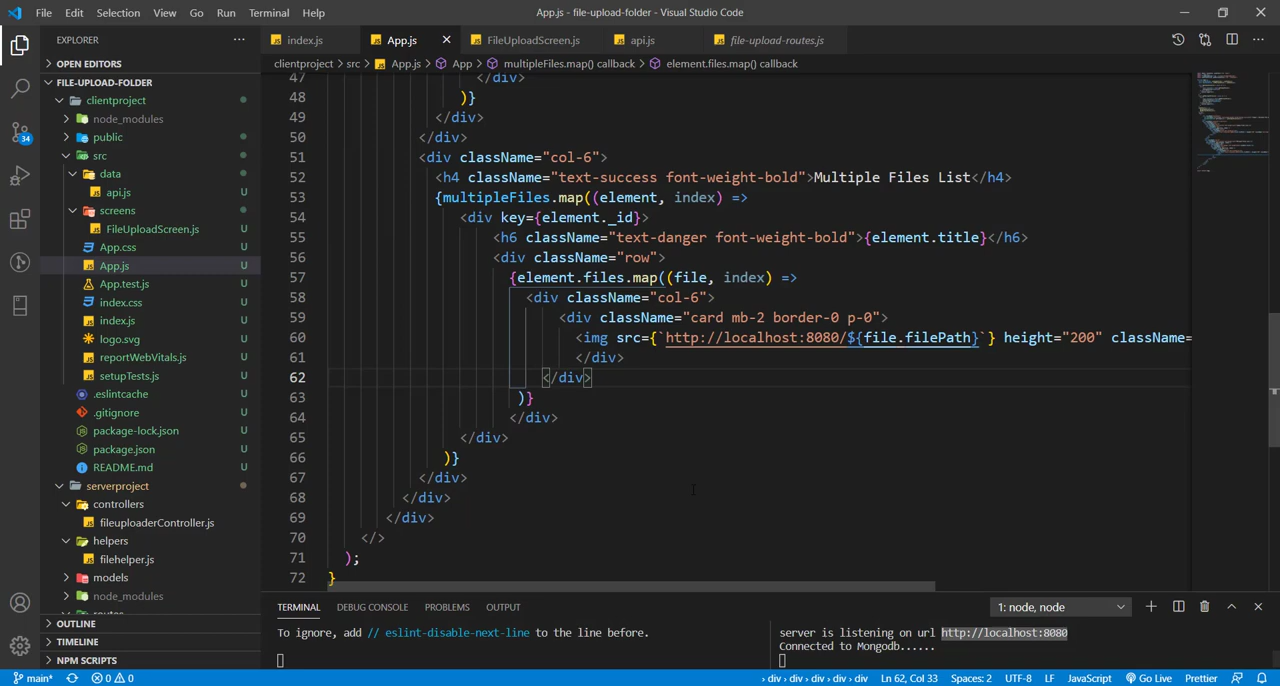 File Edit Selection View Go Run Terminal Help App.js - file-upload-folder - Visual Studio Code
EXPLORER
OPEN EDITORS
FILE-UPLOAD-FOLDER
clientproject
node_modules
public
src
data
api.js U
screens
FileUploadScreen.js U
App.css U
App.js U
App.test.js U
index.css U
index.js U
logo.svg U
reportWebVitals.js U
setupTests.js U
.eslintcache U
.gitignore U
package-lock.json U
package.json U
README.md U
serverproject
controllers
fileuploaderController.js
helpers
filehelper.js
models
node_modules
OUTLINE
TIMELINE
NPM SCRIPTS
34
index.js App.js FileUploadScreen.js api.js file-upload-routes.js
clientproject > src > App.js > App > multipleFiles.map() callback > element.files.map() callback
47 </div>
48 )}
49 </div>
50 </div>
51 <div className="col-6">
52 <h4 className="text-success font-weight-bold">Multiple Files List</h4>
53 {multipleFiles.map((element, index) =>
54 <div key={element._id}>
55 <h6 className="text-danger font-weight-bold">{element.title}</h6>
56 <div className="row">
57 {element.files.map((file, index) =>
58 <div className="col-6">
59 <div className="card mb-2 border-0 p-0">
60 <img src={`http://localhost:8080/${file.filePath}`} height="200" className=
61 </div>
62 </div>
63 )}
64 </div>
65 </div>
66 )}
67 </div>
68 </div>
69 </div>
70 </>
71 );
72 }
TERMINAL DEBUG CONSOLE PROBLEMS OUTPUT 1: node, node
To ignore, add // eslint-disable-next-line to the line before.
server is listening on url http://localhost:8080
Connected to Mongodb......
main* 0 0 › div › div › div › div › div Ln 62, Col 33 Spaces: 2 UTF-8 LF JavaScript Go Live Prettier